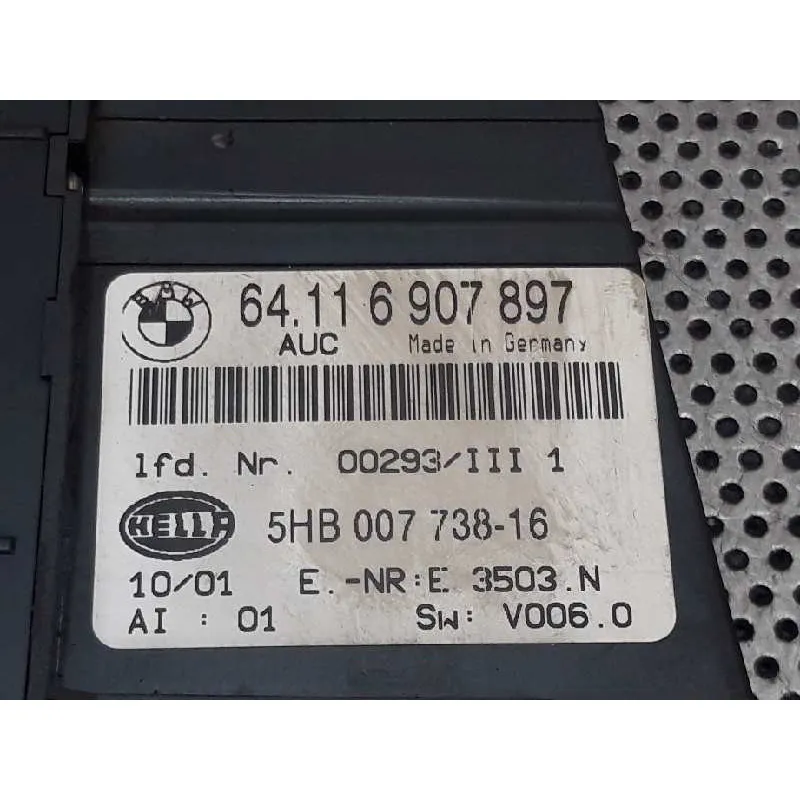 BMW
64.11 6 907 897
AUC Made in Germany
lfd. Nr. 00293/III 1
HELLA 5HB 007 738-16
10/01 E.-NR:E 3503.N
AI : 01 SW: V006.0